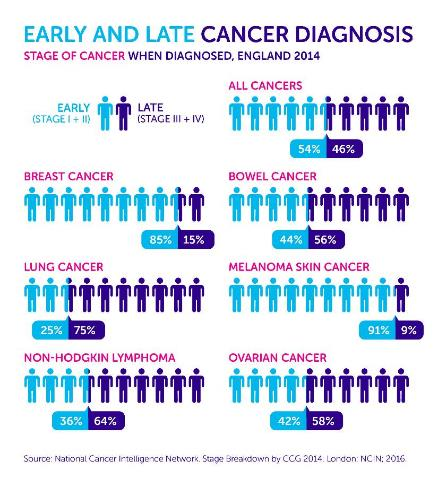 EARLY AND LATE CANCER DIAGNOSIS
STAGE OF CANCER WHEN DIAGNOSED, ENGLAND 2014
EARLY
(STAGE I + II)
LATE
(STAGE III + IV)
ALL CANCERS
54% 46%
BREAST CANCER
85% 15%
BOWEL CANCER
44% 56%
LUNG CANCER
25% 75%
MELANOMA SKIN CANCER
91% 9%
NON-HODGKIN LYMPHOMA
36% 64%
OVARIAN CANCER
42% 58%
Source: National Cancer Intelligence Network. Stage Breakdown by CCG 2014. London: NCIN; 2016.